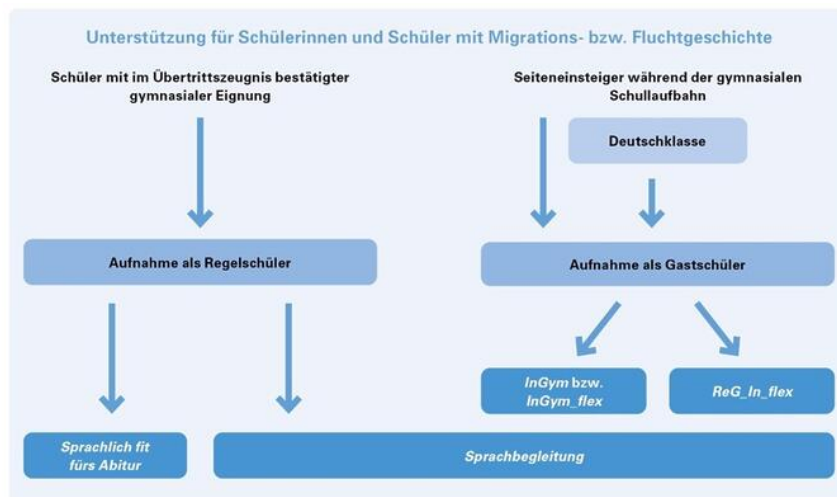 Unterstützung für Schülerinnen und Schüler mit Migrations- bzw. Fluchtgeschichte
Schüler mit im Übertrittszeugnis bestätigter
gymnasialer Eignung
Seiteneinsteiger während der gymnasialen
Schullaufbahn
Deutschklasse
Aufnahme als Regelschüler
Aufnahme als Gastschüler
InGym bzw.
InGym_flex
ReG_In_flex
Sprachlich fit
fürs Abitur
Sprachbegleitung